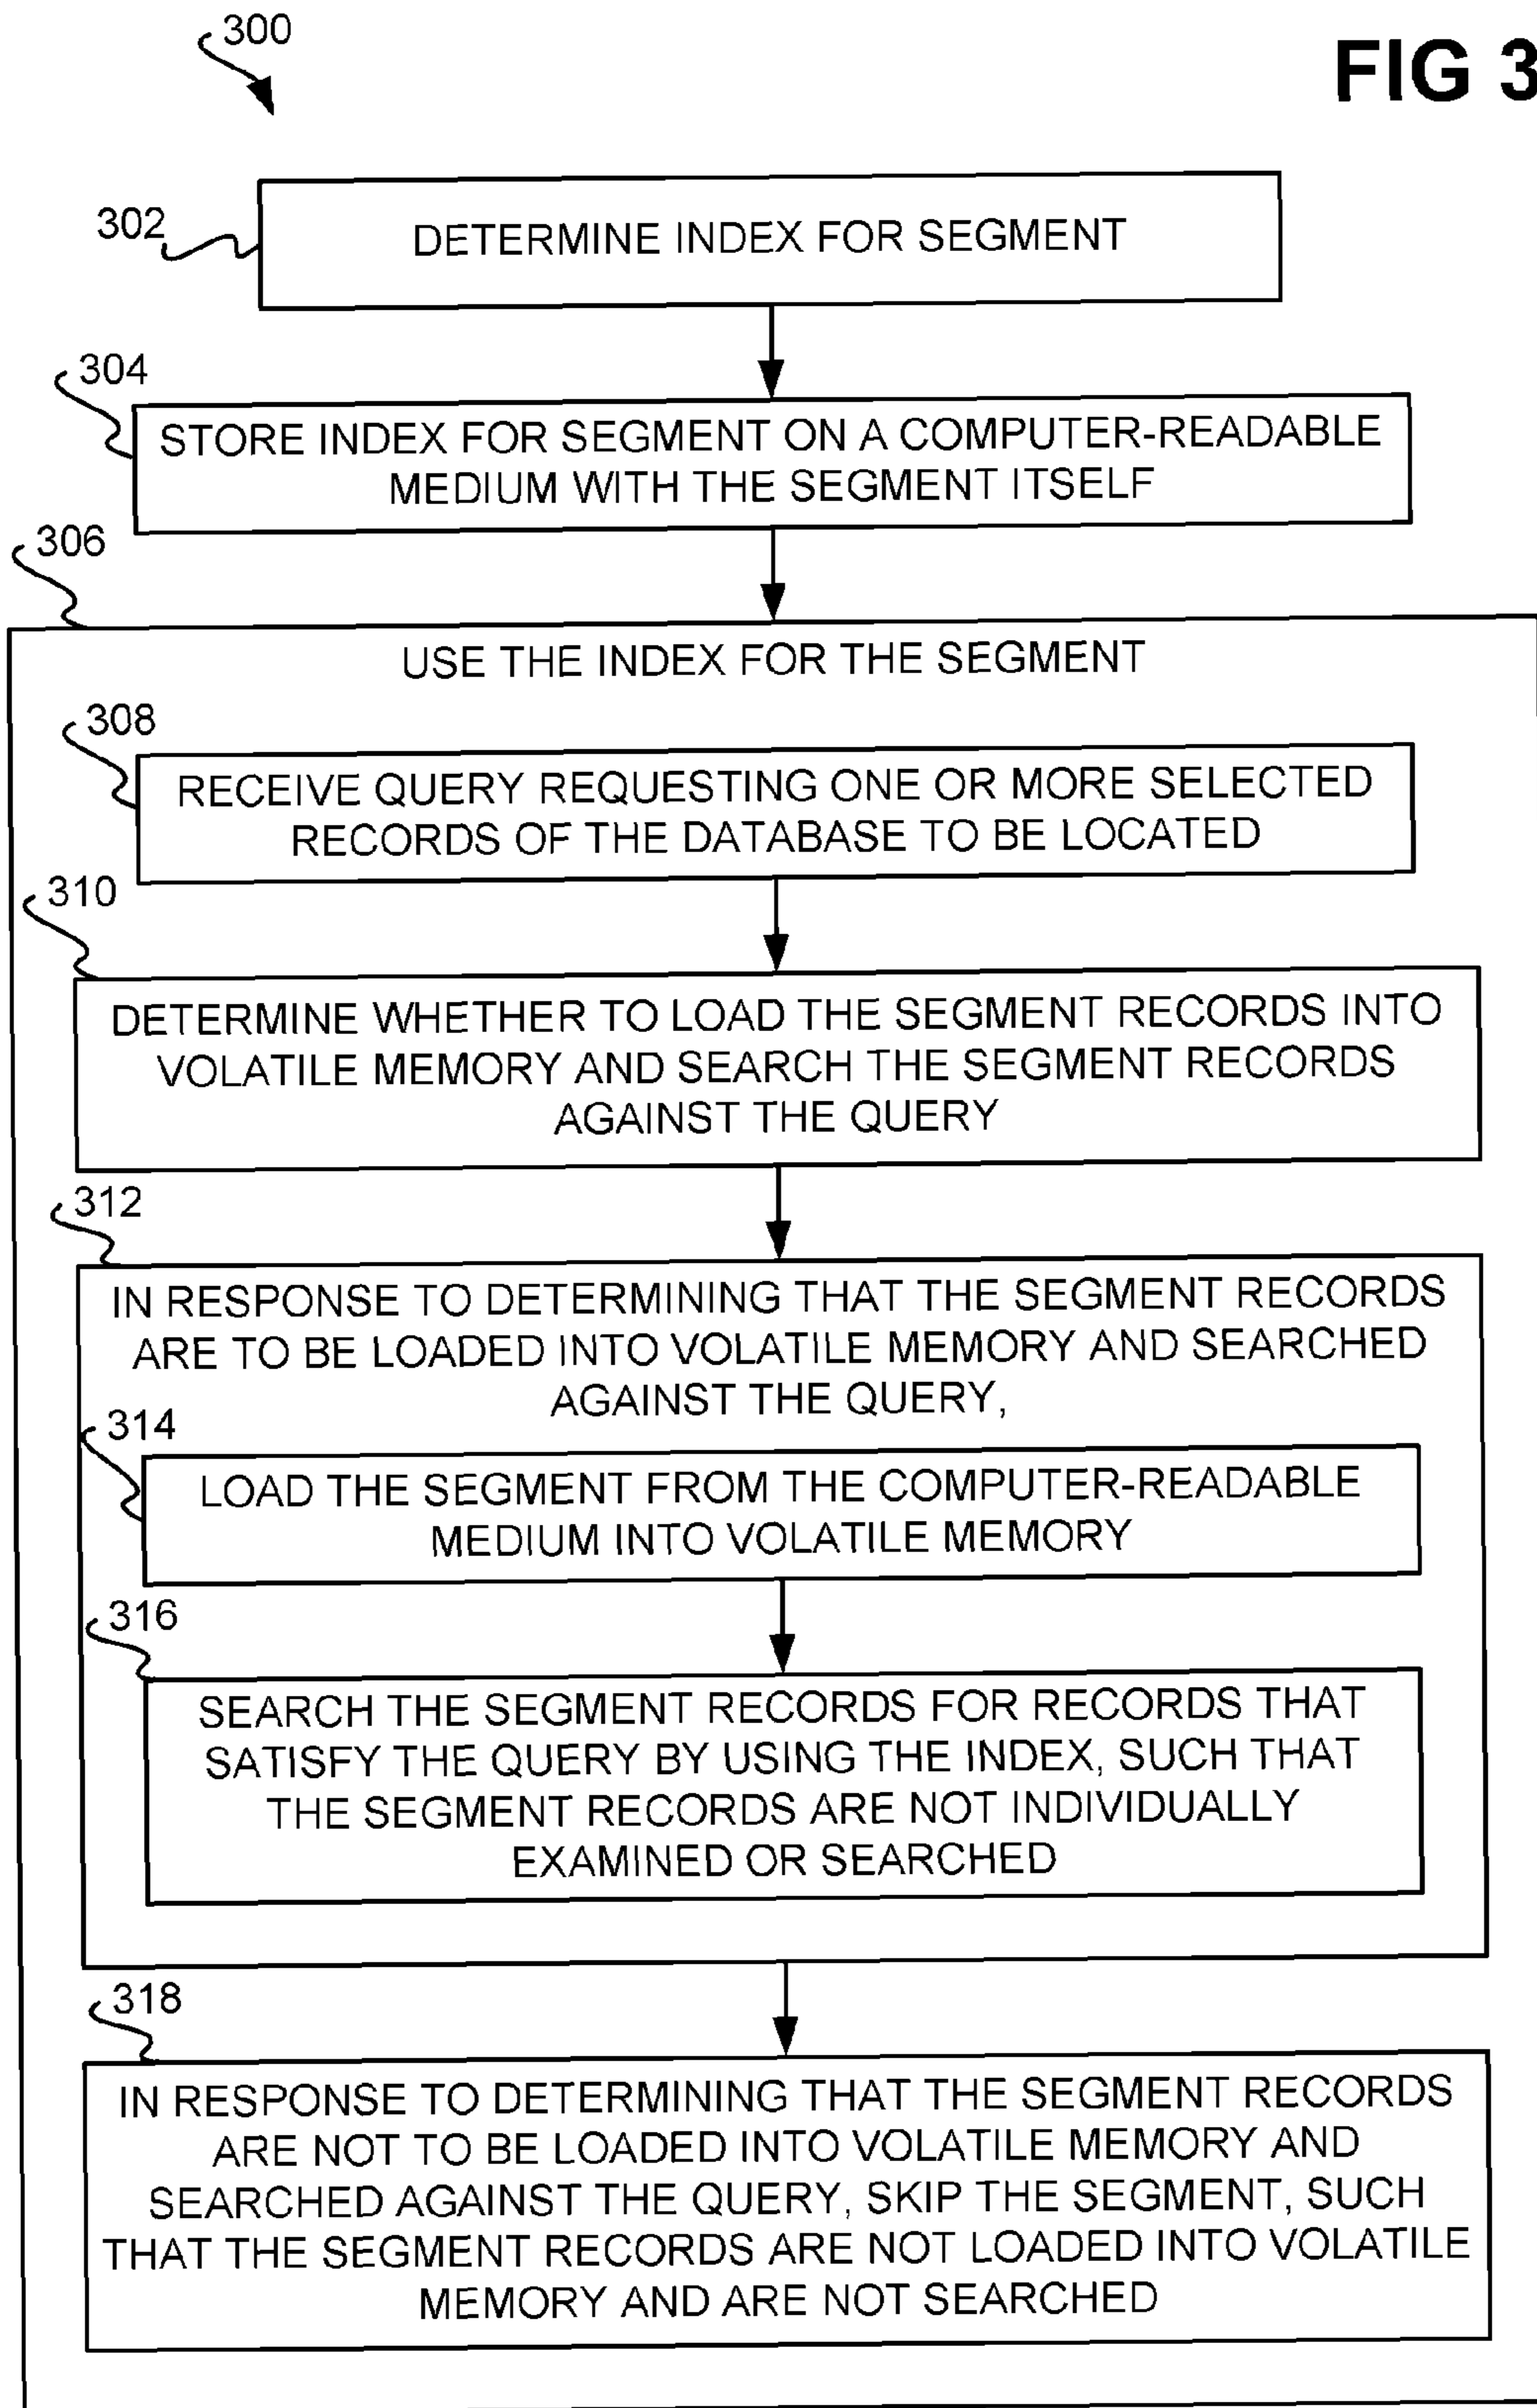 300
FIG 3
302
DETERMINE INDEX FOR SEGMENT
304
STORE INDEX FOR SEGMENT ON A COMPUTER-READABLE
MEDIUM WITH THE SEGMENT ITSELF
306
USE THE INDEX FOR THE SEGMENT
308
RECEIVE QUERY REQUESTING ONE OR MORE SELECTED
RECORDS OF THE DATABASE TO BE LOCATED
310
DETERMINE WHETHER TO LOAD THE SEGMENT RECORDS INTO
VOLATILE MEMORY AND SEARCH THE SEGMENT RECORDS
AGAINST THE QUERY
312
IN RESPONSE TO DETERMINING THAT THE SEGMENT RECORDS
ARE TO BE LOADED INTO VOLATILE MEMORY AND SEARCHED
AGAINST THE QUERY,
314
LOAD THE SEGMENT FROM THE COMPUTER-READABLE
MEDIUM INTO VOLATILE MEMORY
316
SEARCH THE SEGMENT RECORDS FOR RECORDS THAT
SATISFY THE QUERY BY USING THE INDEX, SUCH THAT
THE SEGMENT RECORDS ARE NOT INDIVIDUALLY
EXAMINED OR SEARCHED
318
IN RESPONSE TO DETERMINING THAT THE SEGMENT RECORDS
ARE NOT TO BE LOADED INTO VOLATILE MEMORY AND
SEARCHED AGAINST THE QUERY, SKIP THE SEGMENT, SUCH
THAT THE SEGMENT RECORDS ARE NOT LOADED INTO VOLATILE
MEMORY AND ARE NOT SEARCHED